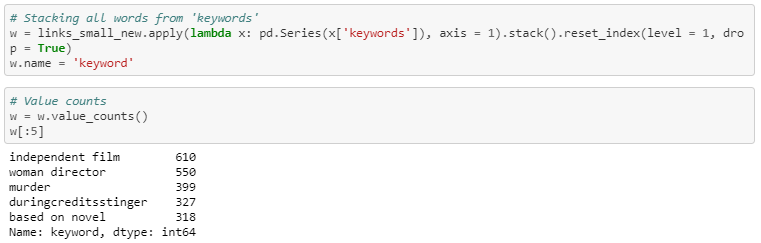 # Stacking all words from 'keywords'
w = links_small_new.apply(lambda x: pd.Series(x['keywords']), axis = 1).stack().reset_index(level = 1, dro
p = True)
w.name = 'keyword'
# Value counts
w = w.value_counts()
w[:5]
independent film       610
woman director         550
murder                 399
duringcreditsstinger   327
based on novel         318
Name: keyword, dtype: int64